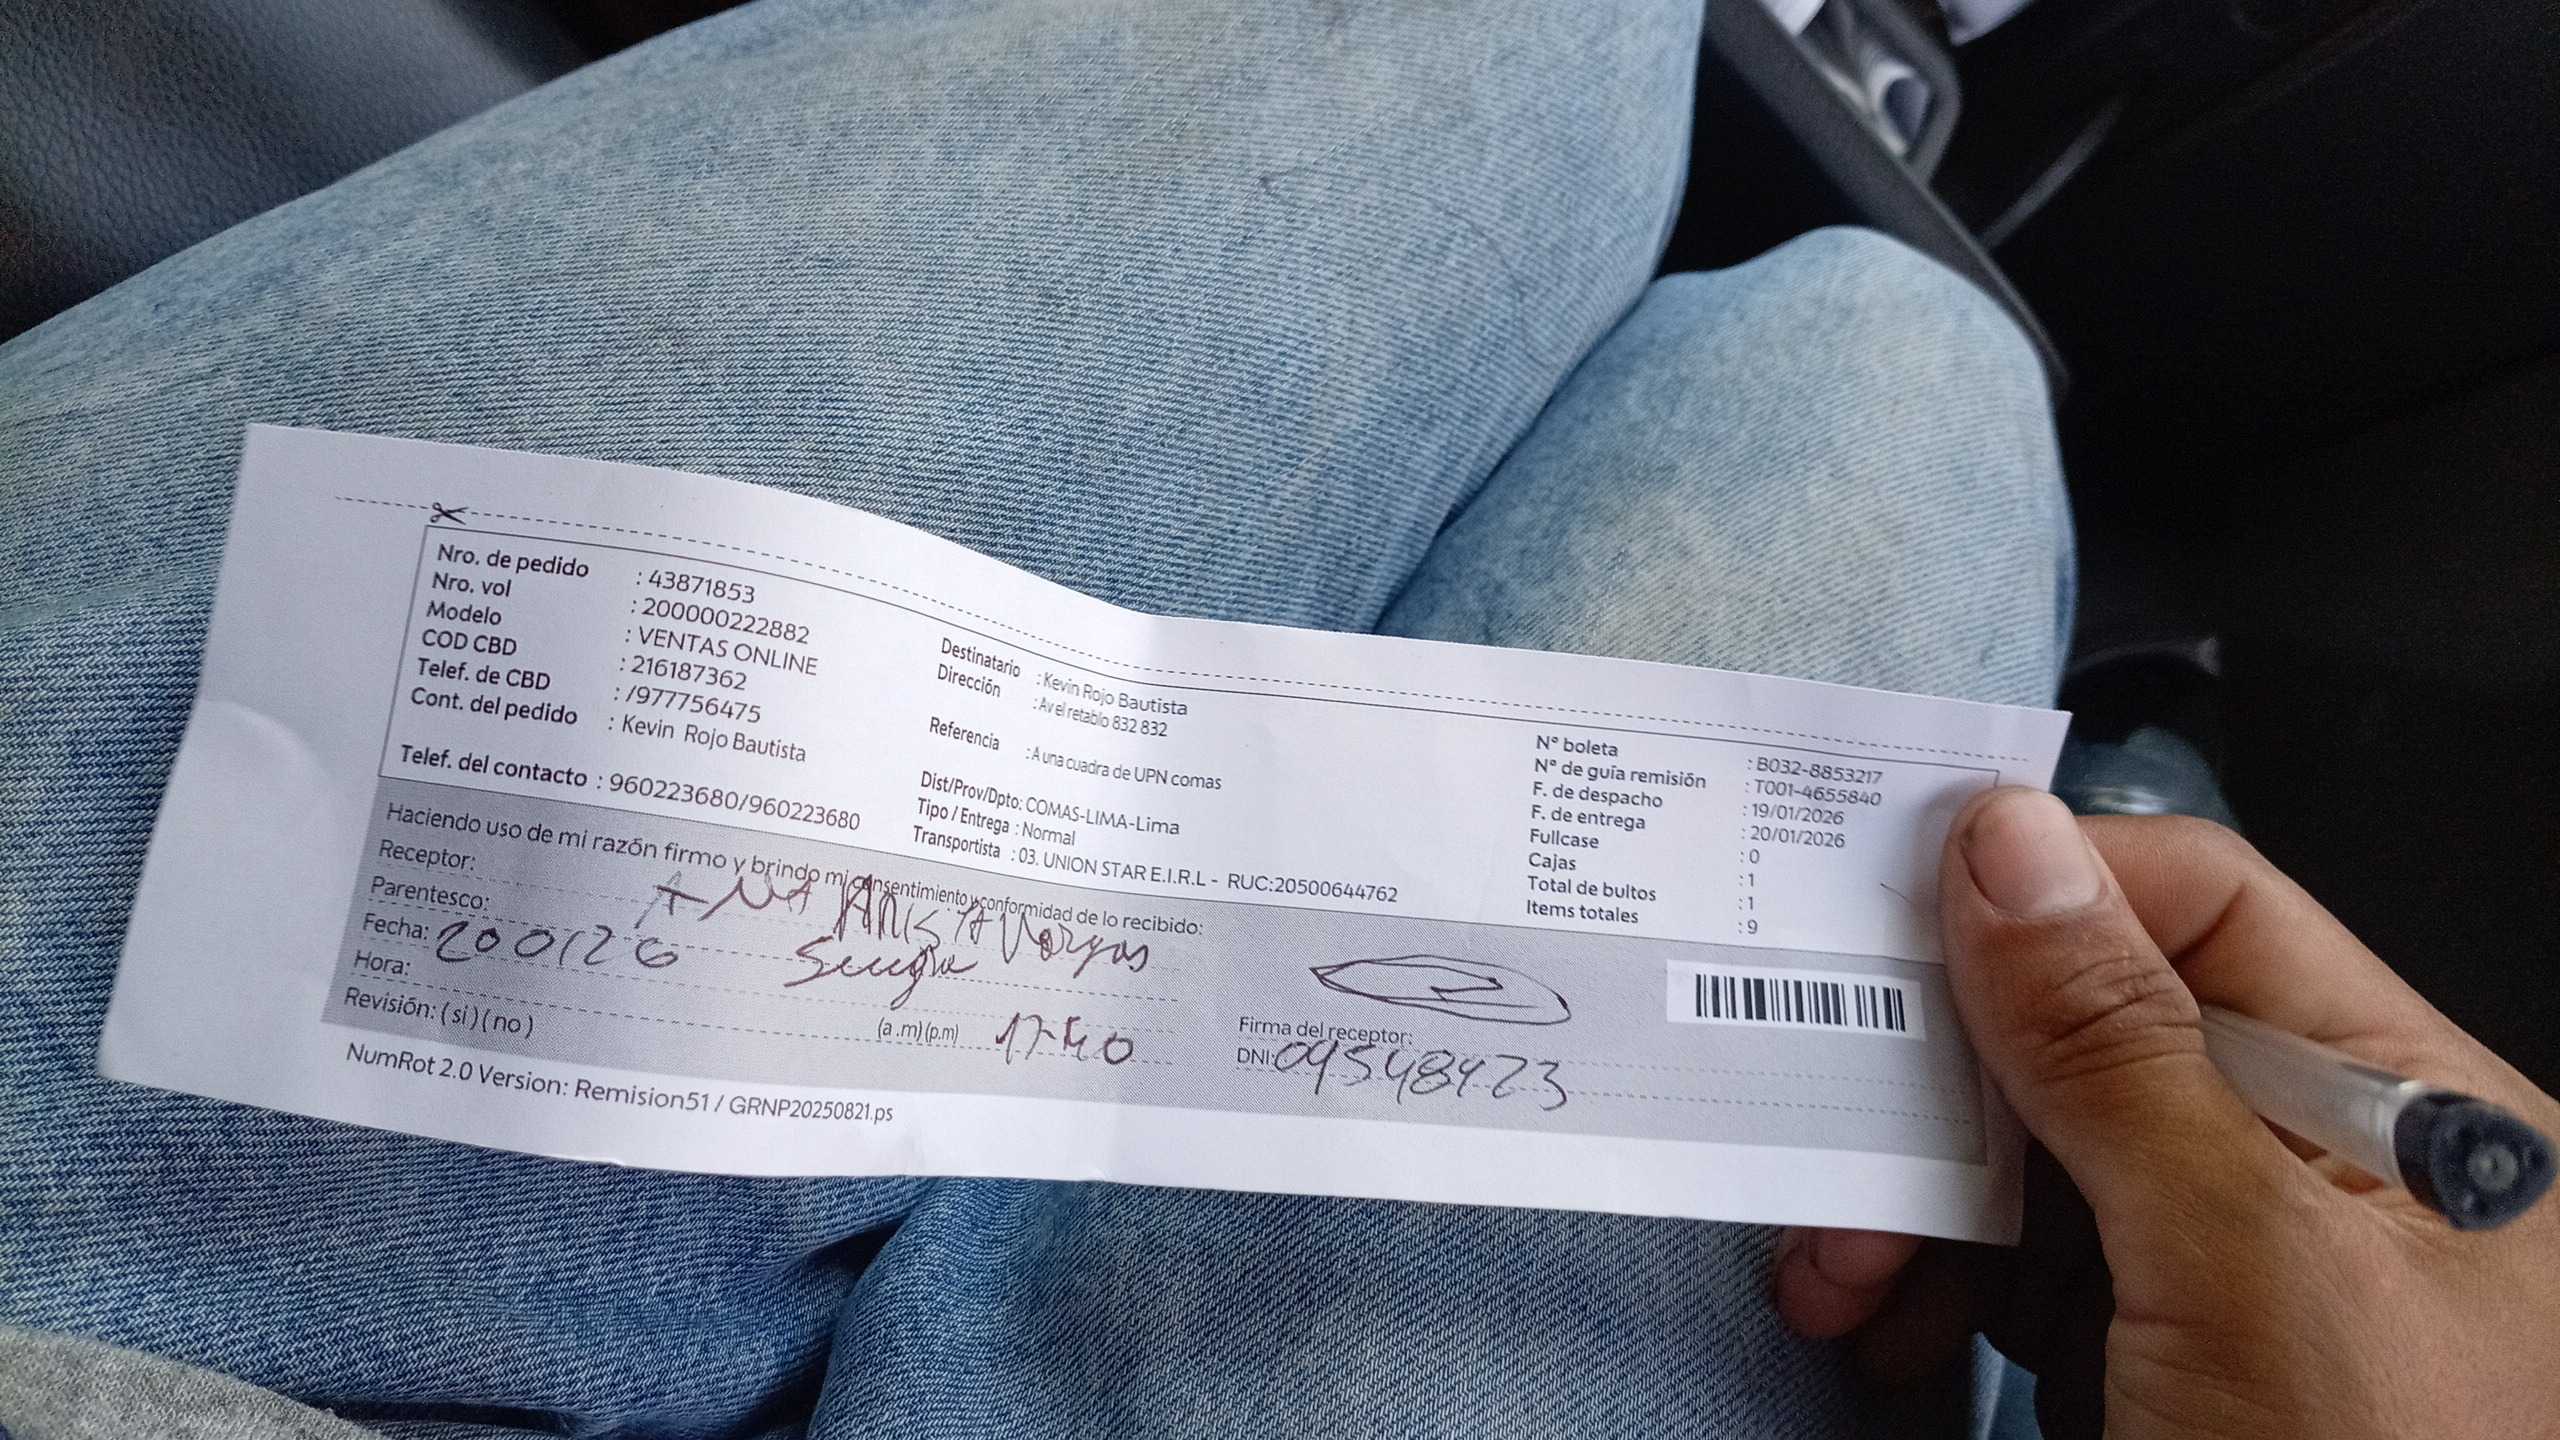 Nro. de pedido : 43871853
Nro. vol : 200000222882
Modelo : VENTAS ONLINE
COD CBD : 216187362
Telef. de CBD : /977756475
Cont. del pedido : Kevin Rojo Bautista
Telef. del contacto : 960223680/960223680
Destinatario : Kevin Rojo Bautista
Dirección : Av el retablo 832 832
Referencia : A una cuadra de UPN comas
Dist/Prov/Dpto: COMAS-LIMA-Lima
Tipo / Entrega : Normal
Transportista : 03. UNION STAR E.I.R.L - RUC:20500644762
N° boleta : B032-8853217
N° de guía remisión : T001-4655840
F. de despacho : 19/01/2026
F. de entrega : 20/01/2026
Fullcase : 0
Cajas : 1
Total de bultos : 1
Items totales : 9
Haciendo uso de mi razón firmo y brindo mi consentimiento y conformidad de lo recibido:
Receptor: ANA Vargas
Parentesco:
Fecha: 200126
Hora: (a .m) (p.m) 17-40
Revisión: ( si ) ( no )
Firma del receptor:
DNI: 09548423
NumRot 2.0 Version: Remision51 / GRNP20250821.ps